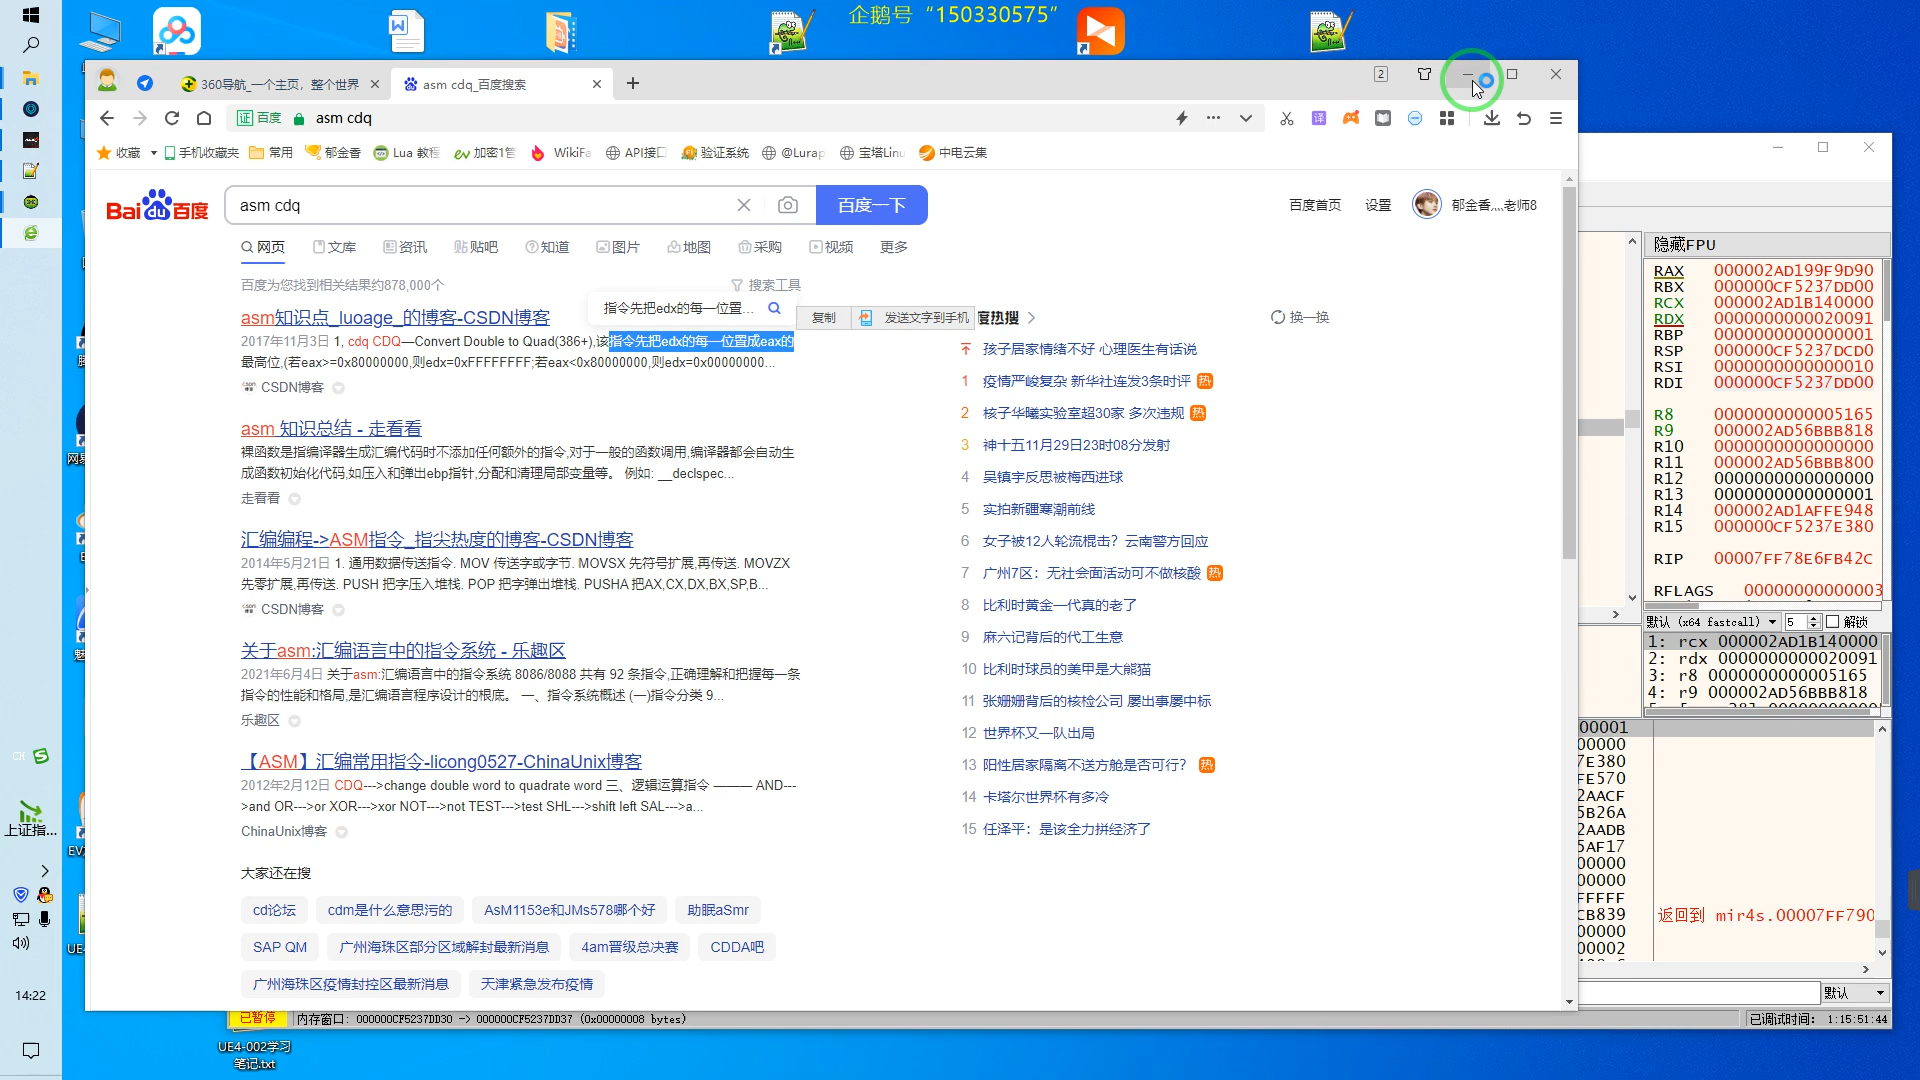 企鹅号“150330575”
360导航_一个主页，整个世界
asm cdq_百度搜索
2
证 百度
asm cdq
译
收藏
手机收藏夹
常用
郁金香
Lua 教程
加密1管
WikiFa
API接口
验证系统
@Lurap
宝塔Linu
中电云集
Bai du 百度
asm cdq
百度一下
百度首页
设置
郁金香灬老师8
网页
文库
资讯
贴吧
知道
图片
地图
采购
视频
更多
百度为您找到相关结果约878,000个
搜索工具
指令先把edx的每一位置...
复制
发送文字到手机
asm知识点_luoage_的博客-CSDN博客
2017年11月3日 1, cdq CDQ—Convert Double to Quad(386+),该指令先把edx的每一位置成eax的
最高位,(若eax>=0x80000000,则edx=0xFFFFFFFF;若eax<0x80000000,则edx=0x00000000...
CSDN博客
asm 知识总结 - 走看看
裸函数是指编译器生成汇编代码时不添加任何额外的指令,对于一般的函数调用,编译器都会自动生
成函数初始化代码,如压入和弹出ebp指针,分配和清理局部变量等。 例如: __declspec...
走看看
汇编编程->ASM指令_指尖热度的博客-CSDN博客
2014年5月21日 1. 通用数据传送指令. MOV 传送字或字节. MOVSX 先符号扩展,再传送. MOVZX
先零扩展,再传送. PUSH 把字压入堆栈. POP 把字弹出堆栈. PUSHA 把AX,CX,DX,BX,SP,B...
CSDN博客
关于asm:汇编语言中的指令系统 - 乐趣区
2021年6月4日 关于asm:汇编语言中的指令系统 8086/8088 共有 92 条指令,正确理解和把握每一条
指令的性能和格局,是汇编语言程序设计的根底。 一、指令系统概述 (一)指令分类 9...
乐趣区
【ASM】汇编常用指令-licong0527-ChinaUnix博客
2012年2月12日 CDQ--->change double word to quadrate word 三、逻辑运算指令 ——— AND---
>and OR--->or XOR--->xor NOT--->not TEST--->test SHL--->shift left SAL--->a...
ChinaUnix博客
大家还在搜
cd论坛
cdm是什么意思污的
AsM1153e和JMs578哪个好
助眠aSmr
SAP QM
广州海珠区部分区域解封最新消息
4am晋级总决赛
CDDA吧
广州海珠区疫情封控区最新消息
天津紧急发布疫情
度热搜
换一换
孩子居家情绪不好 心理医生有话说
1 疫情严峻复杂 新华社连发3条时评 热
2 核子华曦实验室超30家 多次违规 热
3 神十五11月29日23时08分发射
4 吴镇宇反思被梅西进球
5 实拍新疆寒潮前线
6 女子被12人轮流棍击？云南警方回应
7 广州7区：无社会面活动可不做核酸 热
8 比利时黄金一代真的老了
9 麻六记背后的代工生意
10 比利时球员的美甲是大熊猫
11 张姗姗背后的核检公司 屡出事屡中标
12 世界杯又一队出局
13 阳性居家隔离不送方舱是否可行？ 热
14 卡塔尔世界杯有多冷
15 任泽平：是该全力拼经济了
隐藏FPU
RAX 000002AD199F9D90
RBX 000000CF5237DD00
RCX 000002AD1B140000
RDX 0000000000020091
RBP 0000000000000001
RSP 000000CF5237DCD0
RSI 0000000000000010
RDI 000000CF5237DD00
R8 0000000000005165
R9 000002AD56BBB818
R10 0000000000000000
R11 000002AD56BBB800
R12 0000000000000000
R13 0000000000000001
R14 000002AD1AFFE948
R15 000000CF5237E380
RIP 00007FF78E6FB42C
RFLAGS 00000000000003
默认 (x64 fastcall)
5
解锁
1: rcx 000002AD1B140000
2: rdx 0000000000020091
3: r8 0000000000005165
4: r9 000002AD56BBB818
00001
00000
7E380
FE570
2AACF
5B26A
2AADB
5AF17
00000
00000
FFFFF
CB839
00000
00002
返回到 mir4s.00007FF790
默认
已暂停
内存窗口: 000000CF5237DD30 -> 000000CF5237DD37 (0x00000008 bytes)
已调试时间: 1:15:51:44
UE4-002学习
笔记.txt
CH
上证指...
14:22